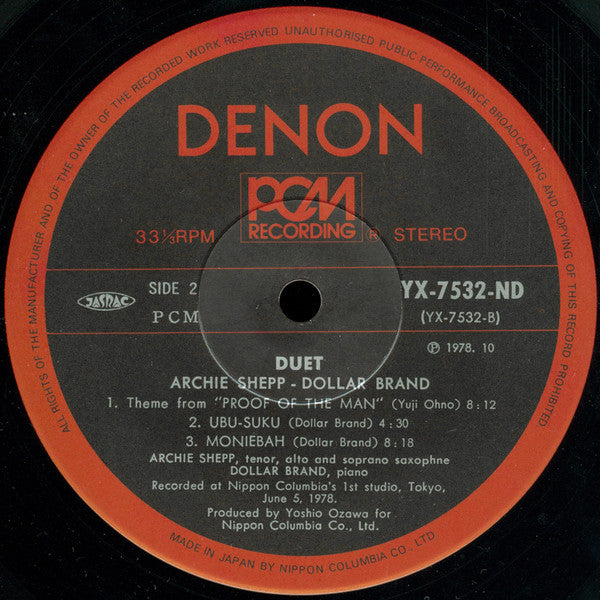 ALL RIGHTS OF THE MANUFACTURER AND OF THE OWNER OF THE RECORDED WORK RESERVED UNAUTHORISED PUBLIC PERFORMANCE BROADCASTING AND COPYING OF THIS RECORD PROHIBITED
DENON
PCM
RECORDING
33⅓RPM
® STEREO
JASRAC
SIDE 2
PCM
YX-7532-ND
(YX-7532-B)
℗ 1978. 10
DUET
ARCHIE SHEPP - DOLLAR BRAND
1. Theme from "PROOF OF THE MAN" (Yuji Ohno) 8:12
2. UBU-SUKU (Dollar Brand) 4:30
3. MONIEBAH (Dollar Brand) 8:18
ARCHIE SHEPP, tenor, alto and soprano saxophne
DOLLAR BRAND, piano
Recorded at Nippon Columbia's 1st studio, Tokyo,
June 5, 1978.
Produced by Yoshio Ozawa for
Nippon Columbia Co., Ltd.
MADE IN JAPAN BY NIPPON COLUMBIA CO., LTD